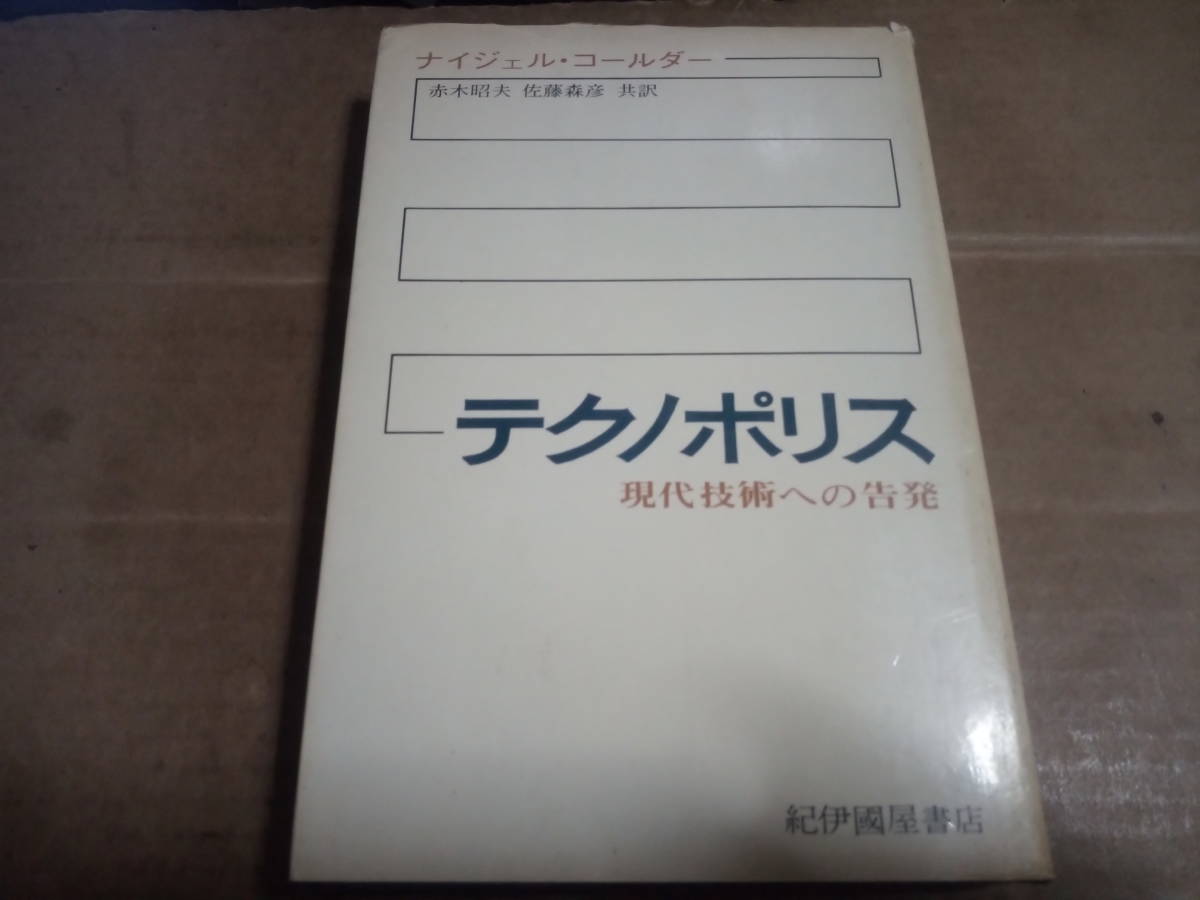 ナイジェル・コールダー
赤木昭夫 佐藤森彦 共訳
テクノポリス
現代技術への告発
紀伊國屋書店